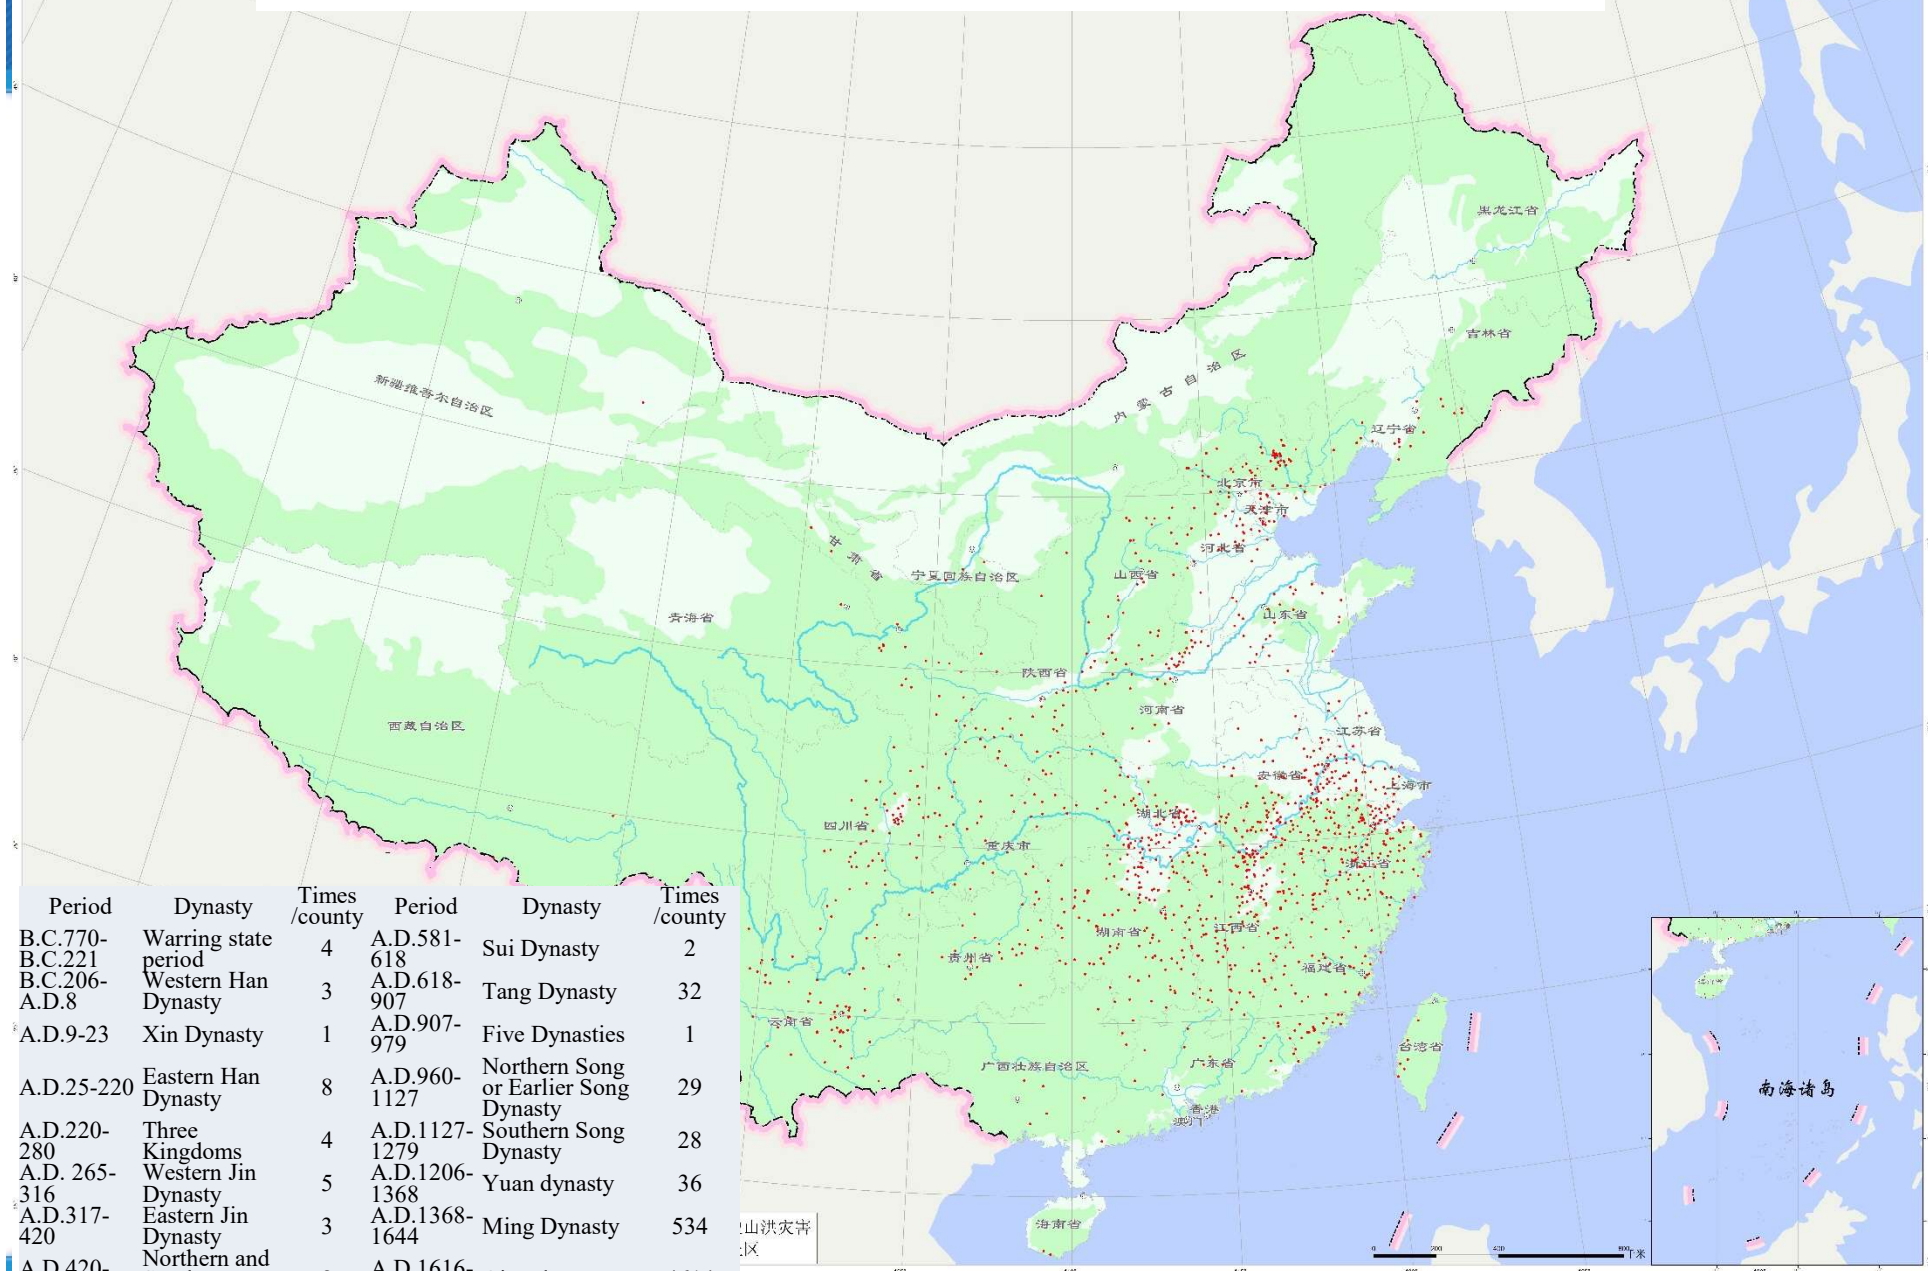 黑龙江省
吉林省
内蒙古自治区
新疆维吾尔自治区
辽宁省
北京市
天津市
河北省
甘肃省
宁夏回族自治区
山西省
青海省
山东省
陕西省
河南省
西藏自治区
江苏省
安徽省
上海市
四川省
湖北省
重庆市
浙江省
湖南省
江西省
贵州省
福建省
云南省
台湾省
广西壮族自治区
广东省
香港
澳门
海南省
南海诸岛
Period Dynasty Times /county Period Dynasty Times /county
B.C.770-
B.C.221 Warring state
period 4 A.D.581-
618 Sui Dynasty 2
B.C.206-
A.D.8 Western Han
Dynasty 3 A.D.618-
907 Tang Dynasty 32
A.D.9-23 Xin Dynasty 1 A.D.907-
979 Five Dynasties 1
A.D.25-220 Eastern Han
Dynasty 8 A.D.960-
1127 Northern Song
or Earlier Song
Dynasty 29
A.D.220-
280 Three
Kingdoms 4 A.D.1127-
1279 Southern Song
Dynasty 28
A.D. 265-
316 Western Jin
Dynasty 5 A.D.1206-
1368 Yuan dynasty 36
A.D.317-
420 Eastern Jin
Dynasty 3 A.D.1368-
1644 Ming Dynasty 534
Northern and
A.D.420- A.D.1616-
山洪灾害
区
0 200 400 800 千米